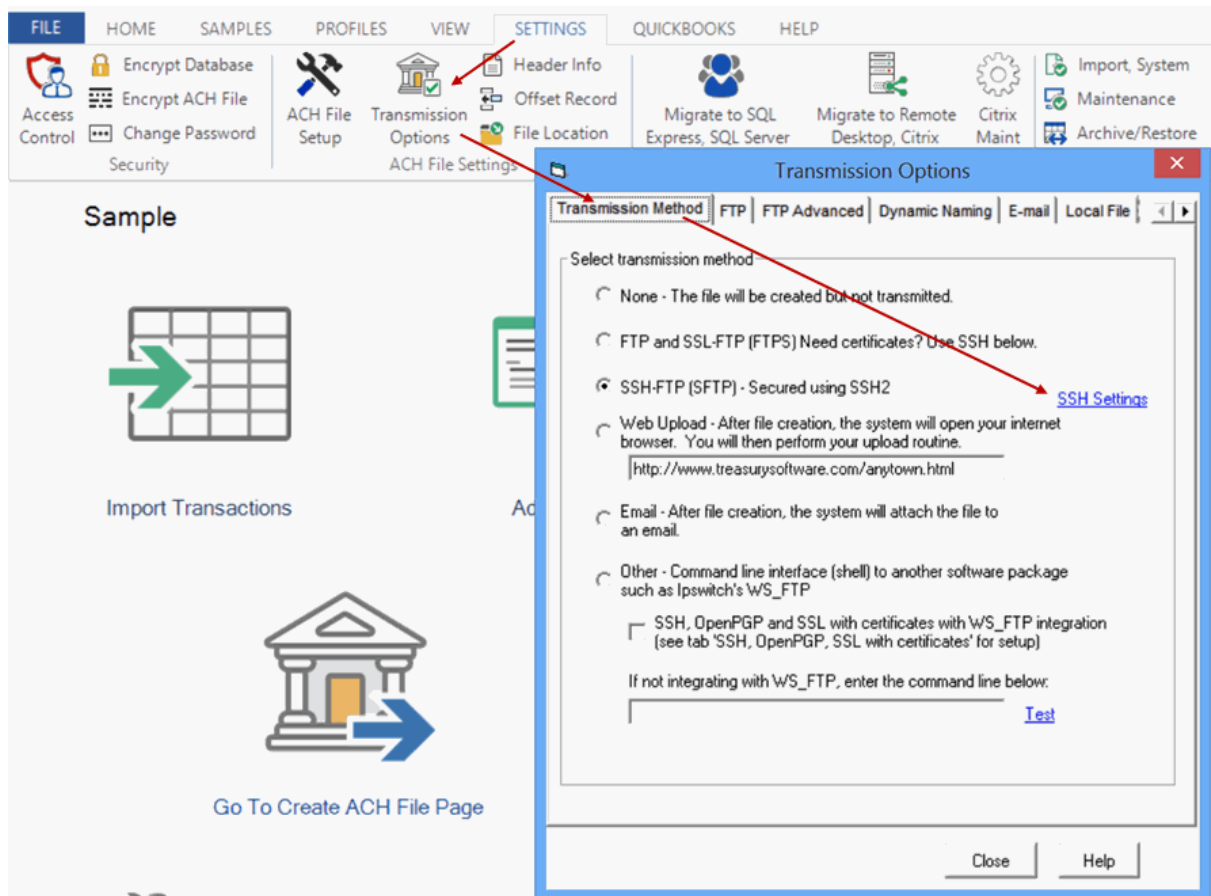 FILE HOME SAMPLES PROFILES VIEW SETTINGS QUICKBOOKS HELP
Access Control
Encrypt Database
Encrypt ACH File
Change Password
Security
ACH File Setup
Transmission Options
Header Info
Offset Record
File Location
ACH File Settings
Migrate to SQL
Express, SQL Server
Migrate to Remote
Desktop, Citrix
Citrix
Maint
Import, System
Maintenance
Archive/Restore
Transmission Options
Transmission Method FTP FTP Advanced Dynamic Naming E-mail Local File
Select transmission method
None - The file will be created but not transmitted.
FTP and SSL-FTP (FTPS) Need certificates? Use SSH below.
SSH-FTP (SFTP) - Secured using SSH2
SSH Settings
Web Upload - After file creation, the system will open your internet
browser. You will then perform your upload routine.
http://www.treasurysoftware.com/anytown.html
Email - After file creation, the system will attach the file to
an email.
Other - Command line interface (shell) to another software package
such as Ipswitch's WS_FTP
SSH, OpenPGP and SSL with certificates with WS_FTP integration
(see tab 'SSH, OpenPGP, SSL with certificates' for setup)
If not integrating with WS_FTP, enter the command line below:
Test
Close Help
Sample
Import Transactions
Ad
Go To Create ACH File Page